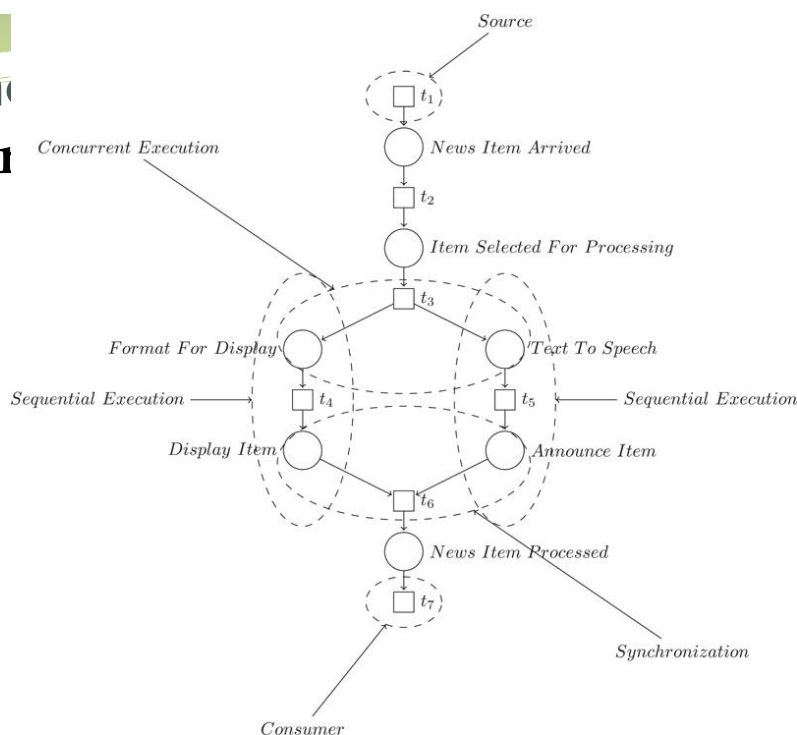 Source
t1
Concurrent Execution
News Item Arrived
t2
Item Selected For Processing
t3
Format For Display
Text To Speech
Sequential Execution
t4
t5
Sequential Execution
Display Item
Announce Item
t6
News Item Processed
t7
Synchronization
Consumer